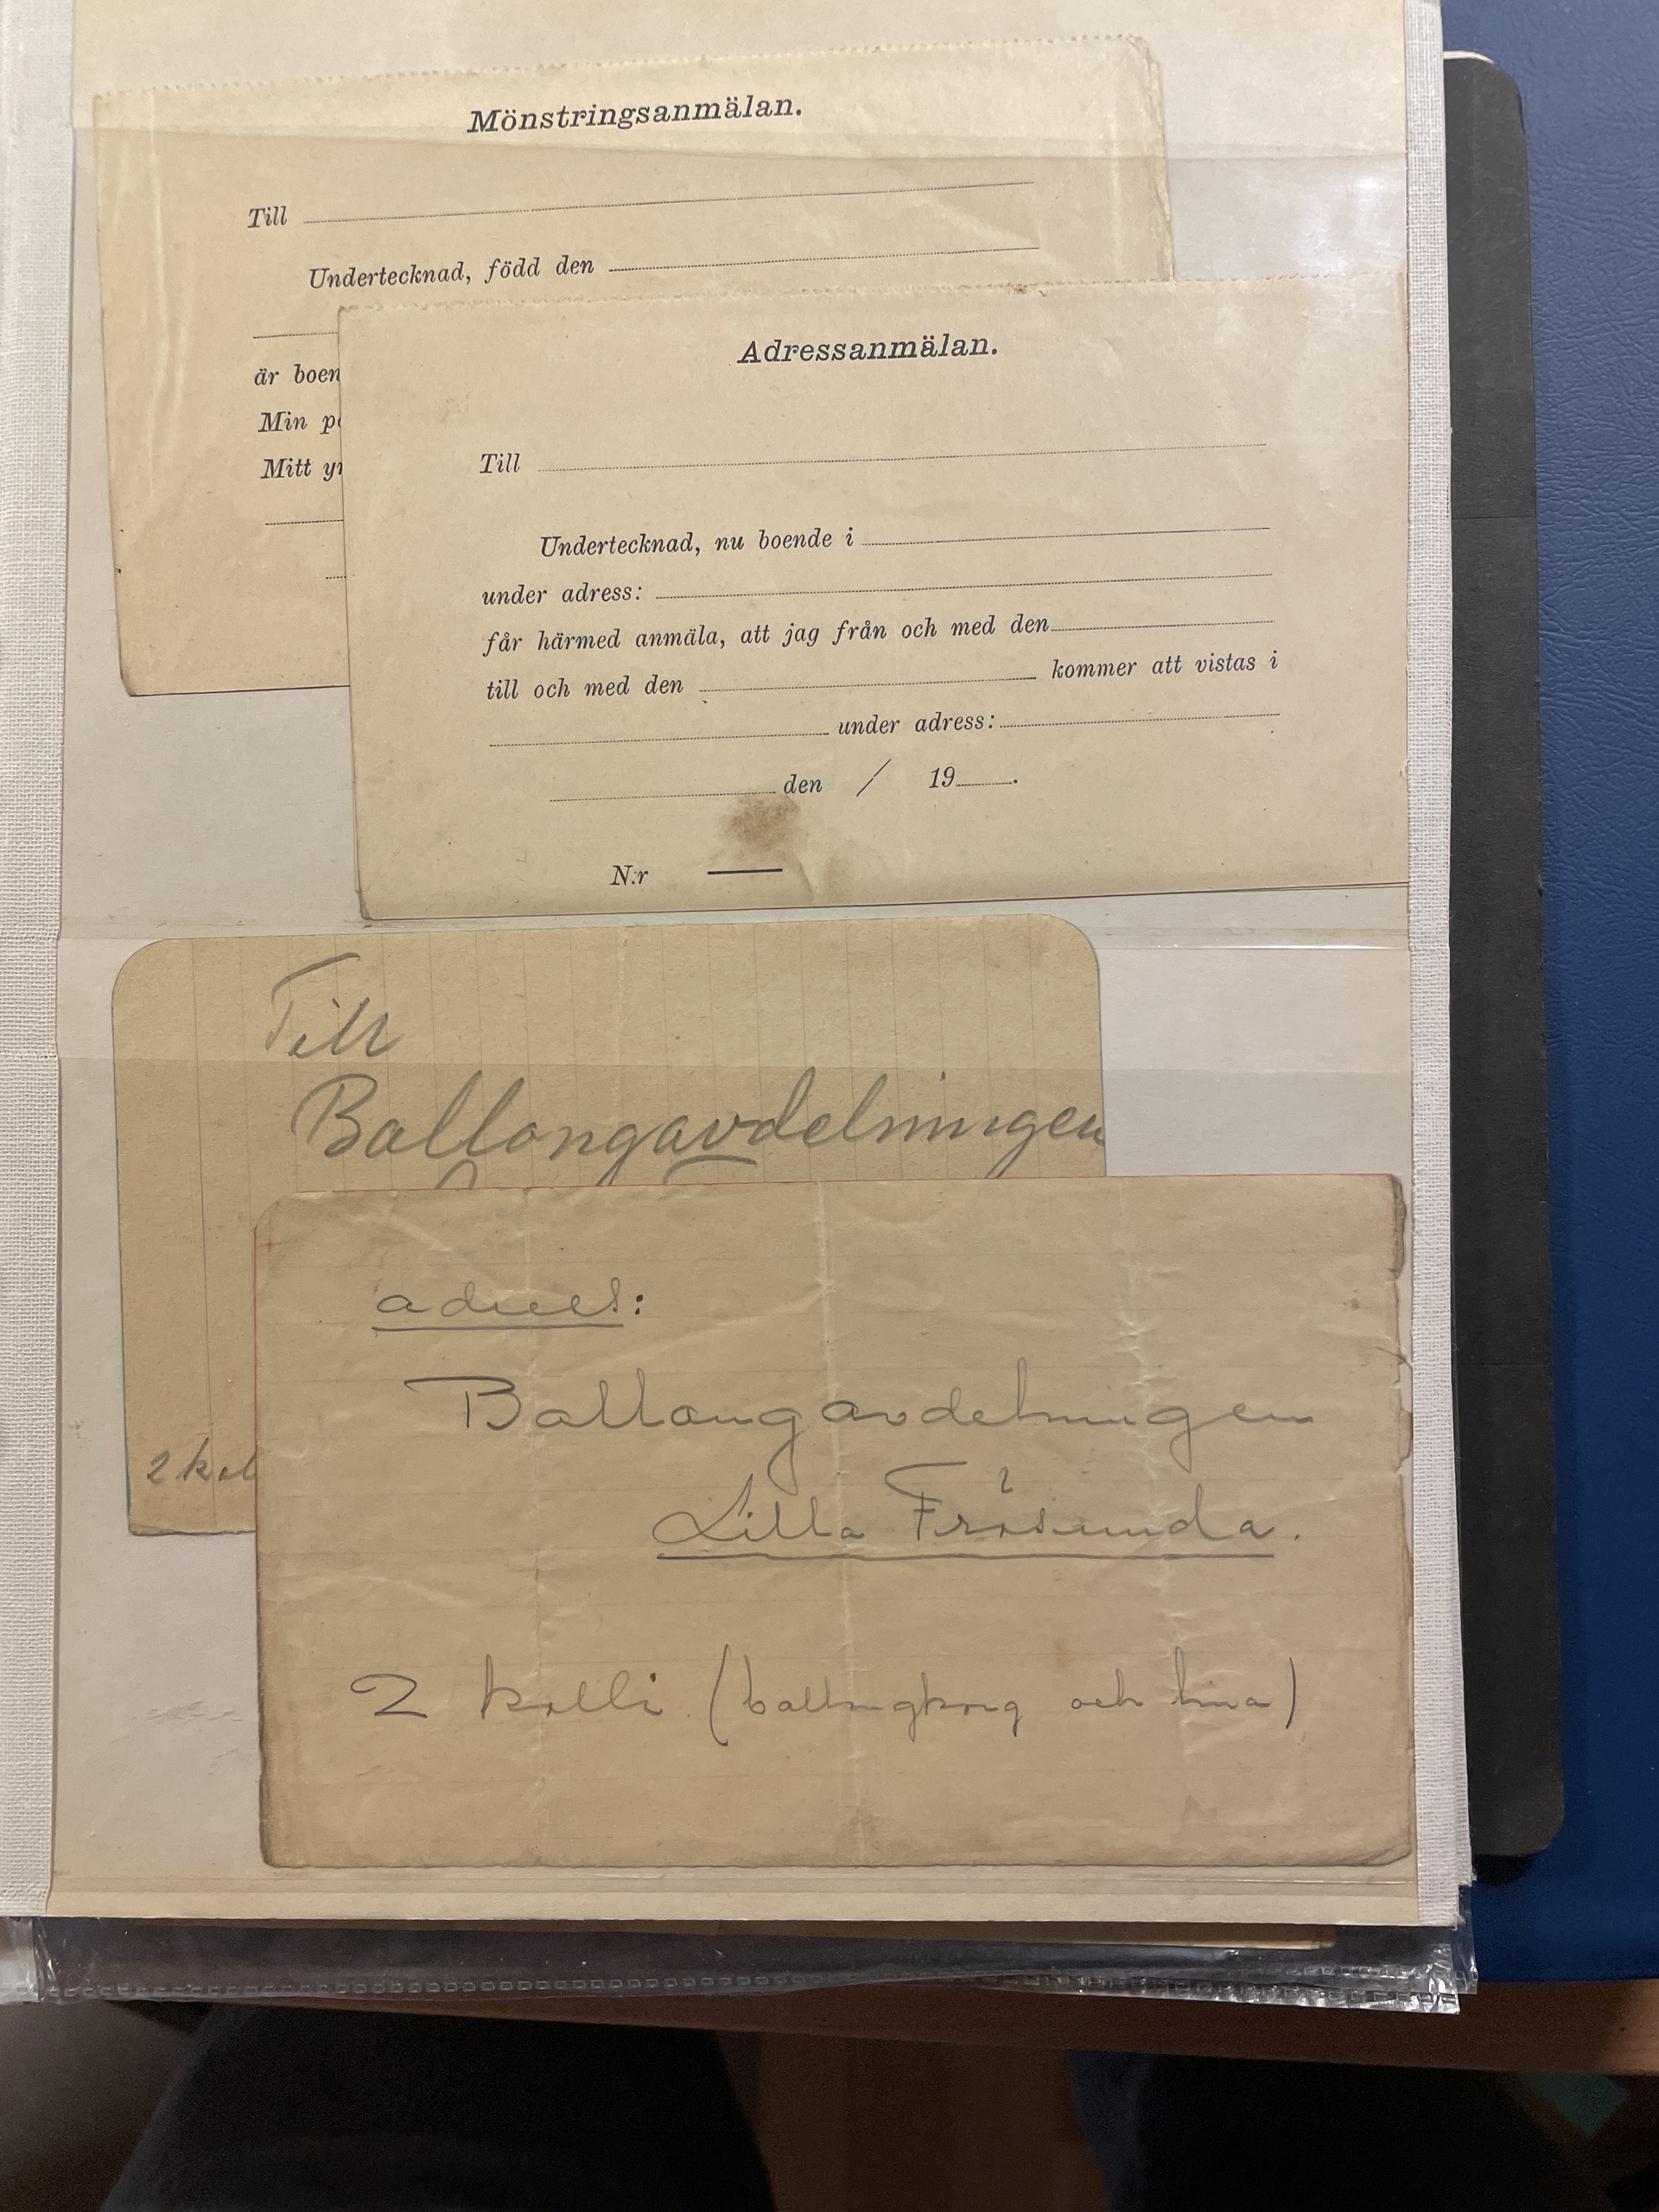 Mönstringsanmälan.
Till
Undertecknad, född den
är boen
Min p
Mitt y
Adressanmälan.
Till
Undertecknad, nu boende i
under adress:
får härmed anmäla, att jag från och med den
till och med den kommer att vistas i
under adress:
den / 19 .
N:r —
Till
Ballongavdelningen
2 kol
adress:
Ballongavdelningen
Lilla Frösunda.
2 kolli (ballongkorg och lina)